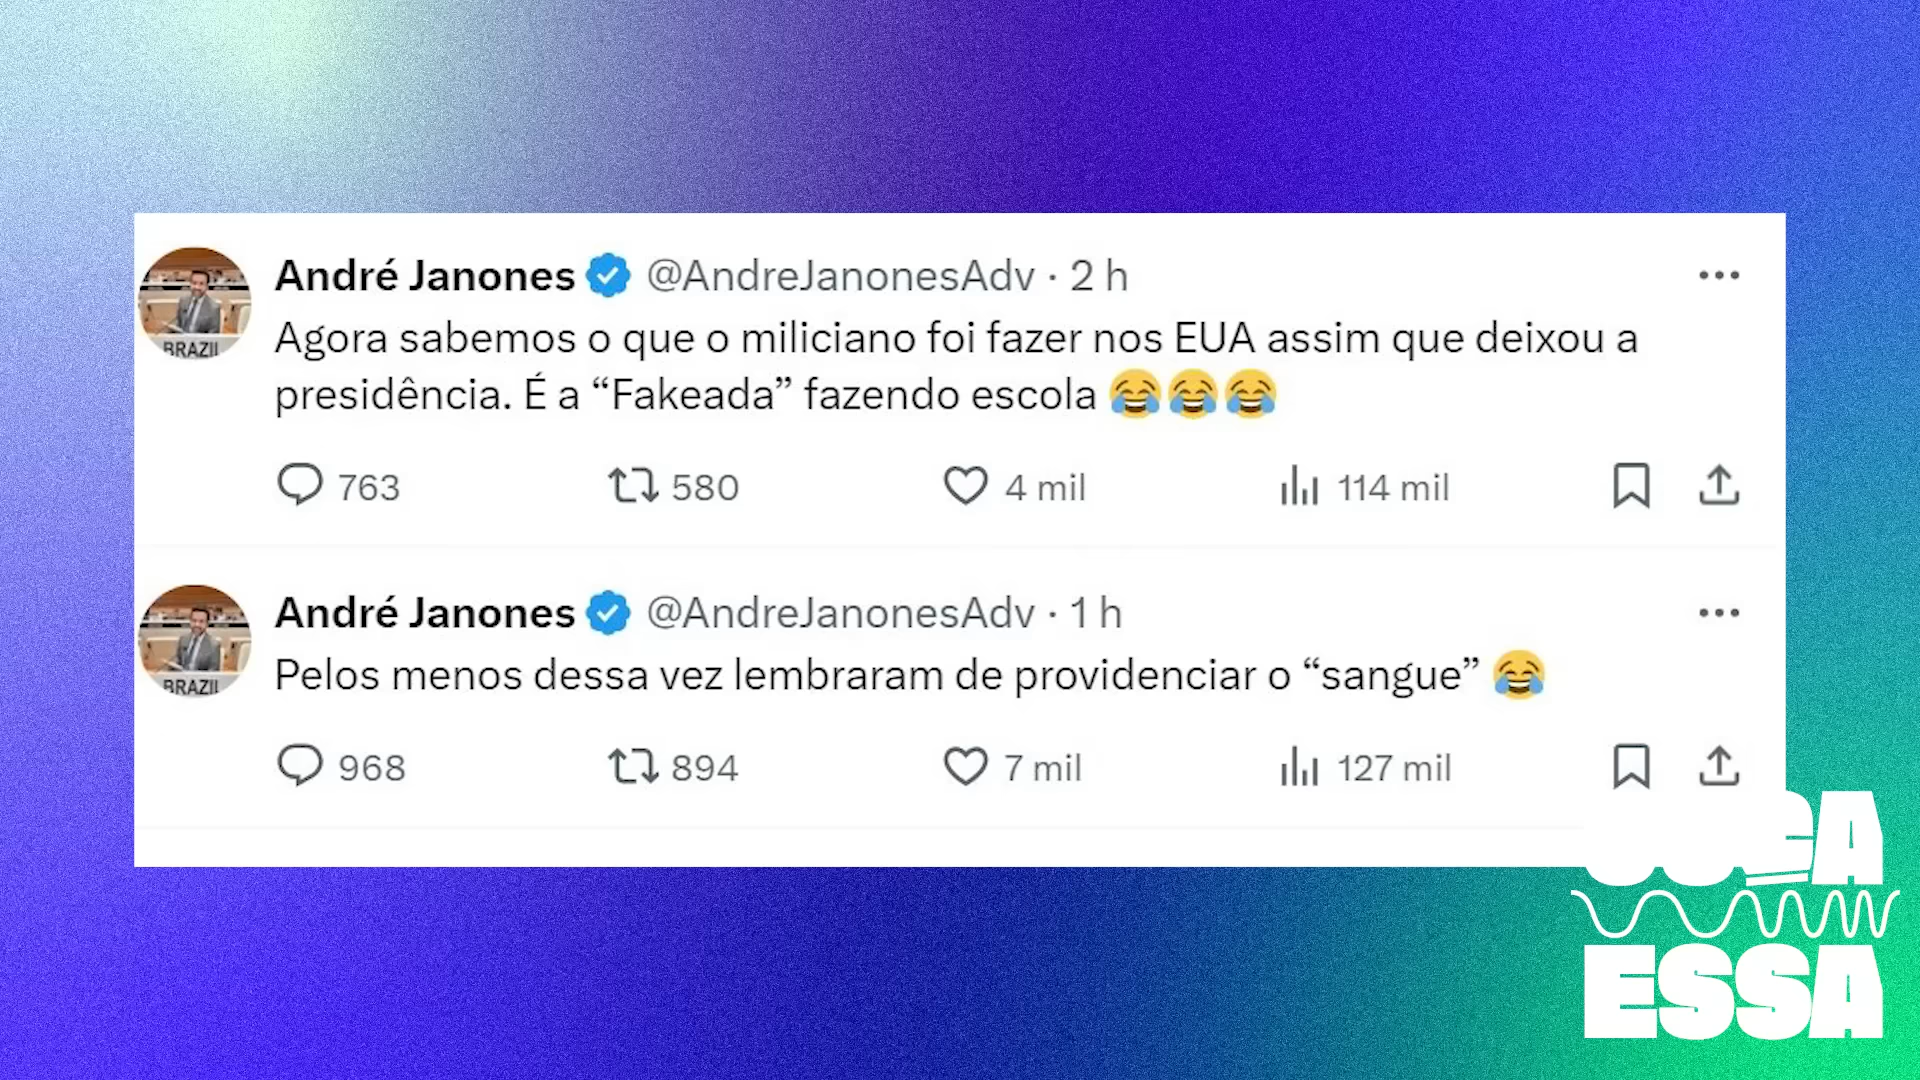 André Janones @AndreJanonesAdv · 2 h
Agora sabemos o que o miliciano foi fazer nos EUA assim que deixou a
presidência. É a “Fakeada” fazendo escola 😂😂😂
BRAZIL
763 580 4 mil 114 mil
André Janones @AndreJanonesAdv · 1 h
Pelos menos dessa vez lembraram de providenciar o “sangue” 😂
BRAZIL
968 894 7 mil 127 mil
ESSA